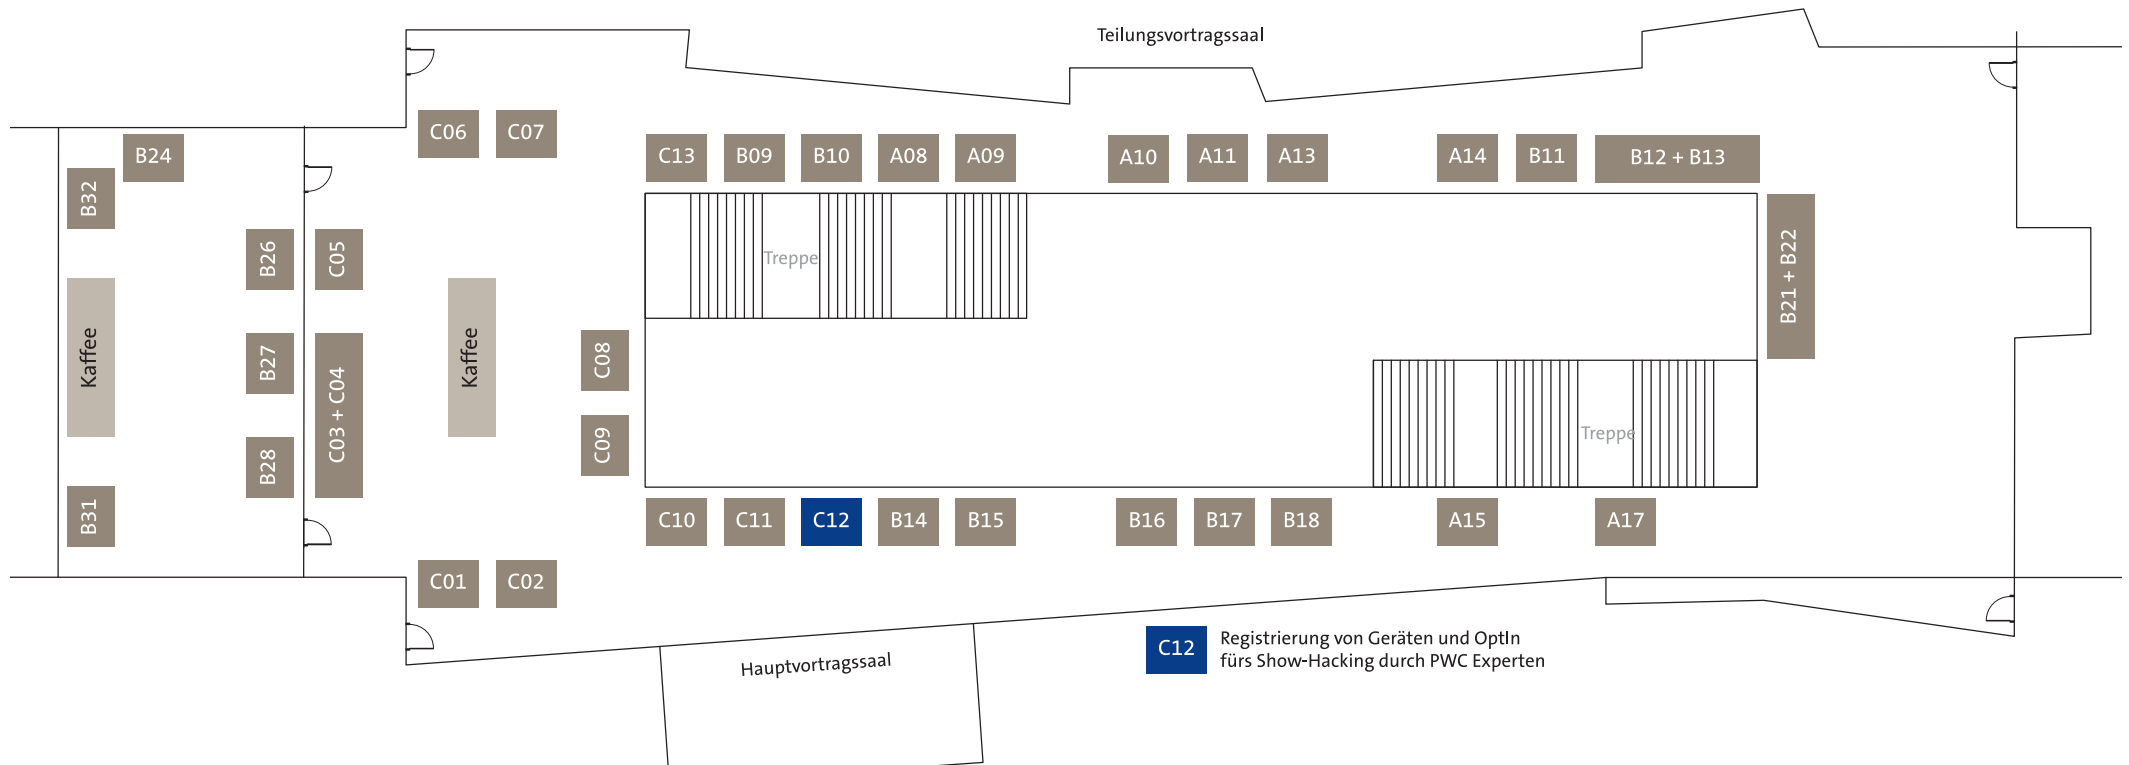 Teilungsvortragssaal
C06
C07
B24
C13
B09
B10
A08
A09
A10
A11
A13
A14
B11
B12 + B13
B32
B26
C05
Treppe
B21 + B22
Kaffee
B27
C03 + C04
Kaffee
C08
C09
Treppe
B28
B31
C10
C11
C12
B14
B15
B16
B17
B18
A15
A17
C01
C02
Hauptvortragssaal
C12
Registrierung von Geräten und OptIn
fürs Show-Hacking durch PWC Experten